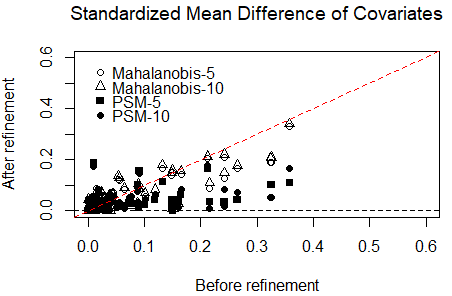 Standardized Mean Difference of Covariates
Mahalanobis-5
Mahalanobis-10
PSM-5
PSM-10
After refinement
0.6
0.4
0.2
0.0
0.0 0.1 0.2 0.3 0.4 0.5 0.6
Before refinement